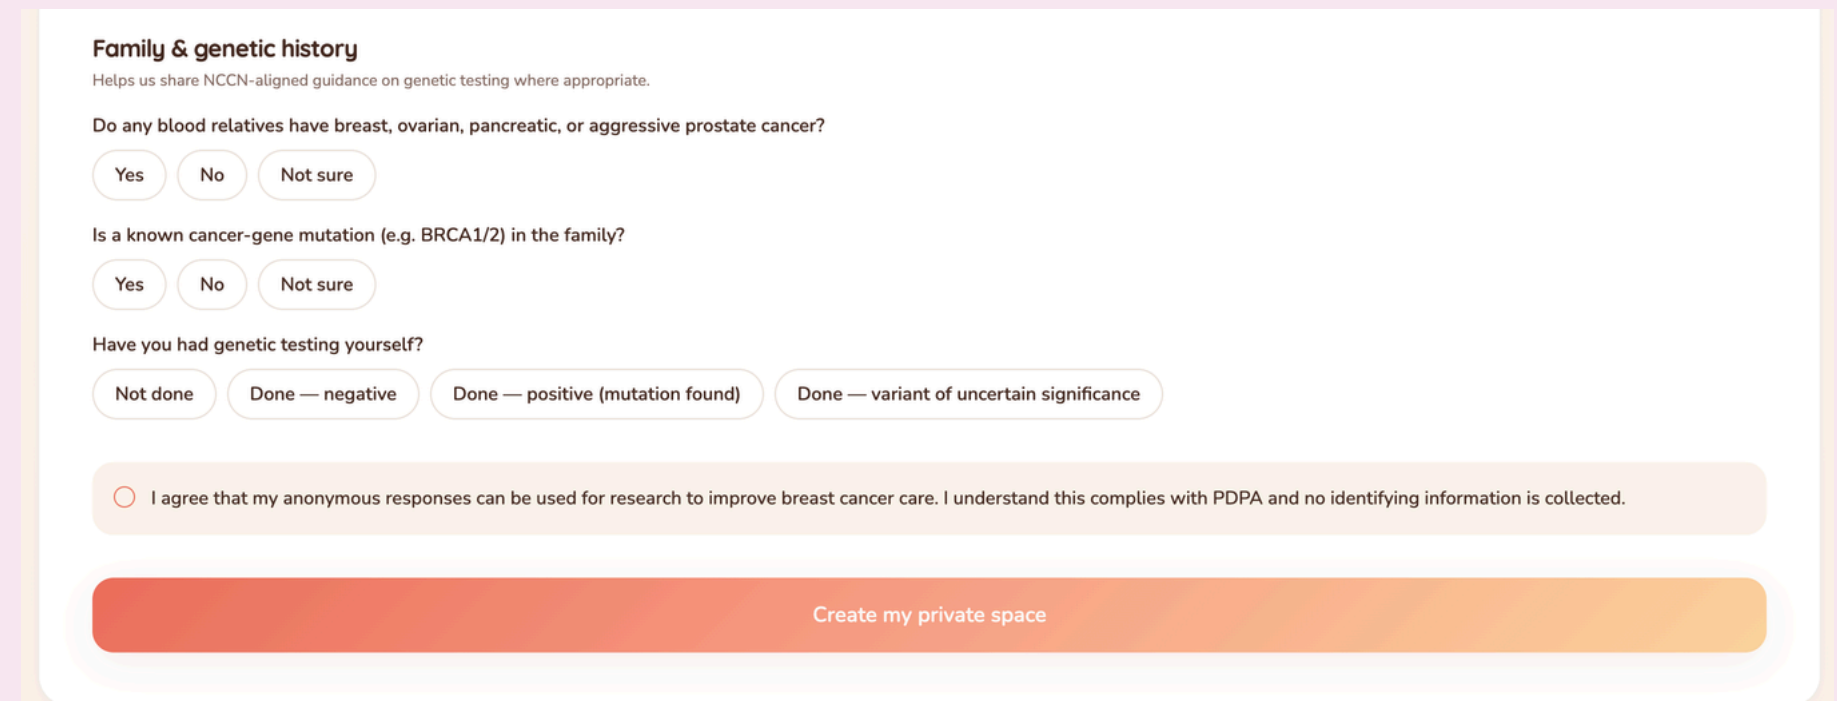 Family & genetic history
Helps us share NCCN-aligned guidance on genetic testing where appropriate.
Do any blood relatives have breast, ovarian, pancreatic, or aggressive prostate cancer?
Yes No Not sure
Is a known cancer-gene mutation (e.g. BRCA1/2) in the family?
Yes No Not sure
Have you had genetic testing yourself?
Not done Done — negative Done — positive (mutation found) Done — variant of uncertain significance
I agree that my anonymous responses can be used for research to improve breast cancer care. I understand this complies with PDPA and no identifying information is collected.
Create my private space